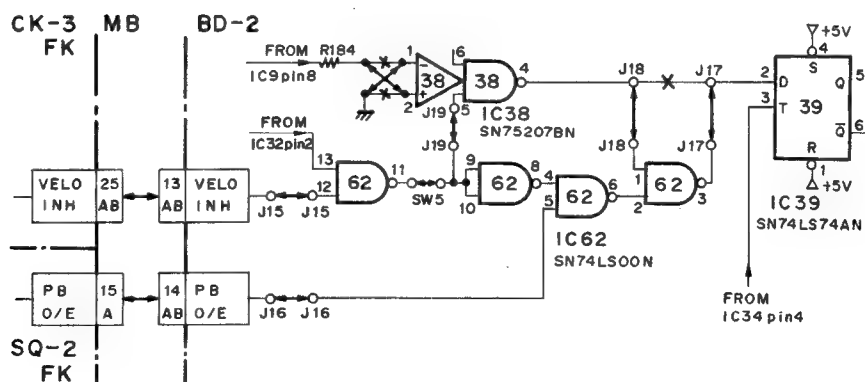 CK-3 MB BD-2
FK
FROM R184
IC9pin8
1
−
2
+
38
6
4
38
J19 5
IC38
SN75207BN
J18 J17
+5V
4
S
2 D Q 5
3 T
39
Q 6
R
1
+5V
IC39
SN74LS74AN
FROM
IC32pin2
J19
J18 J17
13
12
62
11
SW5
9
10
62
8
4
5
62
6
1
2
62
3
IC62
SN74LS00N
VELO
INH
25
AB
13
AB
VELO
INH
J15 J15
PB
O/E
15
A
14
AB
PB
O/E
J16 J16
FROM
IC34pin4
SQ-2
FK